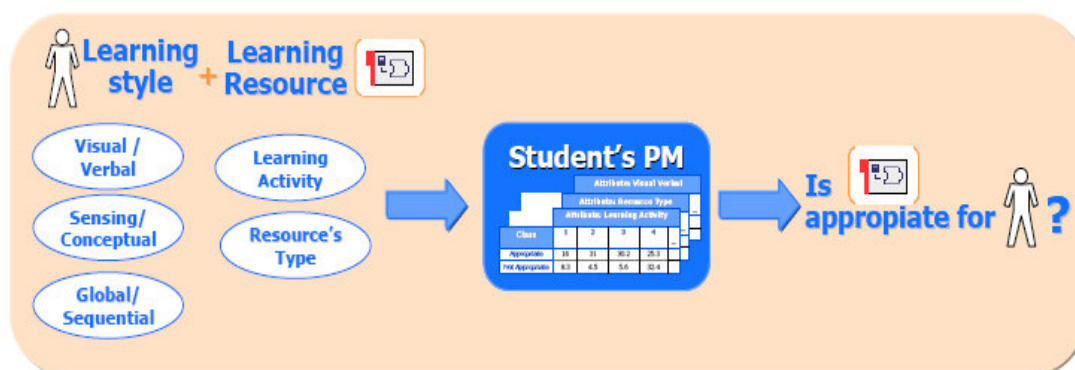 Learning
style
+
Learning
Resource
Visual /
Verbal
Sensing/
Conceptual
Global/
Sequential
Learning
Activity
Resource's
Type
Student's PM
Attribute: Visual Verbal
Attribute: Resource Type
Attribute: Learning Activity
Class 1 2 3 4 ...
Appropriate 16 31 30.2 25.3
Not Appropriate 8.3 4.5 5.6 32.4
Is
appropiate for
?